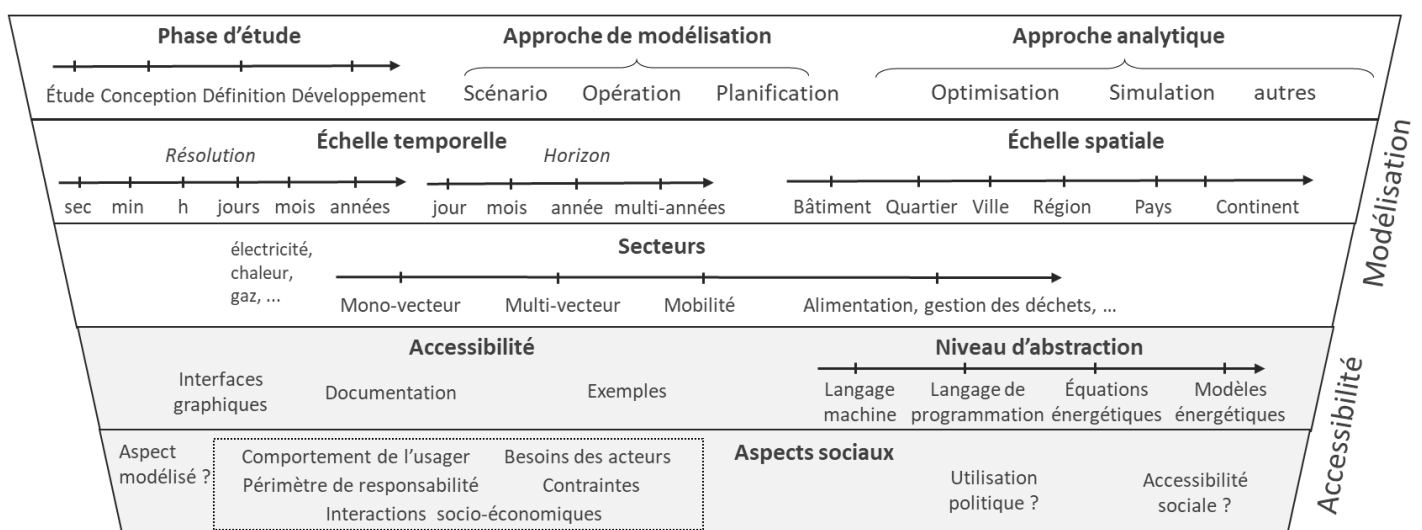 Phase d'étude
Étude Conception Définition Développement
Approche de modélisation
Scénario Opération Planification
Approche analytique
Optimisation Simulation autres
Échelle temporelle
Résolution
sec min h jours mois années
Horizon
jour mois année multi-années
Échelle spatiale
Bâtiment Quartier Ville Région Pays Continent
Modélisation
Secteurs
électricité,
chaleur,
gaz, ...
Mono-vecteur Multi-vecteur Mobilité Alimentation, gestion des déchets, ...
Accessibilité
Interfaces
graphiques
Documentation
Exemples
Niveau d'abstraction
Langage
machine
Langage de
programmation
Équations
énergétiques
Modèles
énergétiques
Accessibilité
Aspects sociaux
Aspect
modélisé ?
Comportement de l'usager Besoins des acteurs
Périmètre de responsabilité Contraintes
Interactions socio-économiques
Utilisation
politique ?
Accessibilité
sociale ?